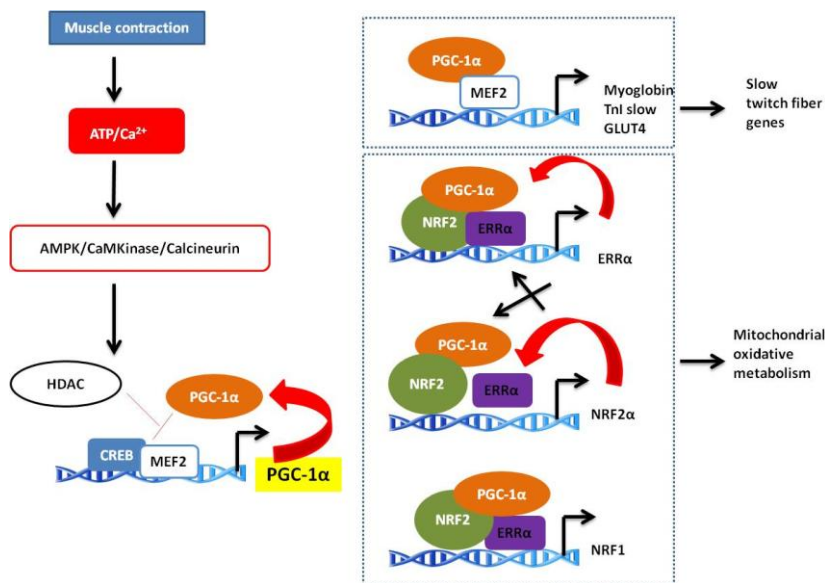 Muscle contraction
ATP/Ca²⁺
AMPK/CaMKinase/Calcineurin
HDAC
PGC-1α
CREB
MEF2
PGC-1α
PGC-1α
MEF2
Myoglobin
TnI slow
GLUT4
Slow
twitch fiber
genes
PGC-1α
NRF2
ERRα
ERRα
PGC-1α
NRF2
ERRα
NRF2α
Mitochondrial
oxidative
metabolism
PGC-1α
NRF2
ERRα
NRF1